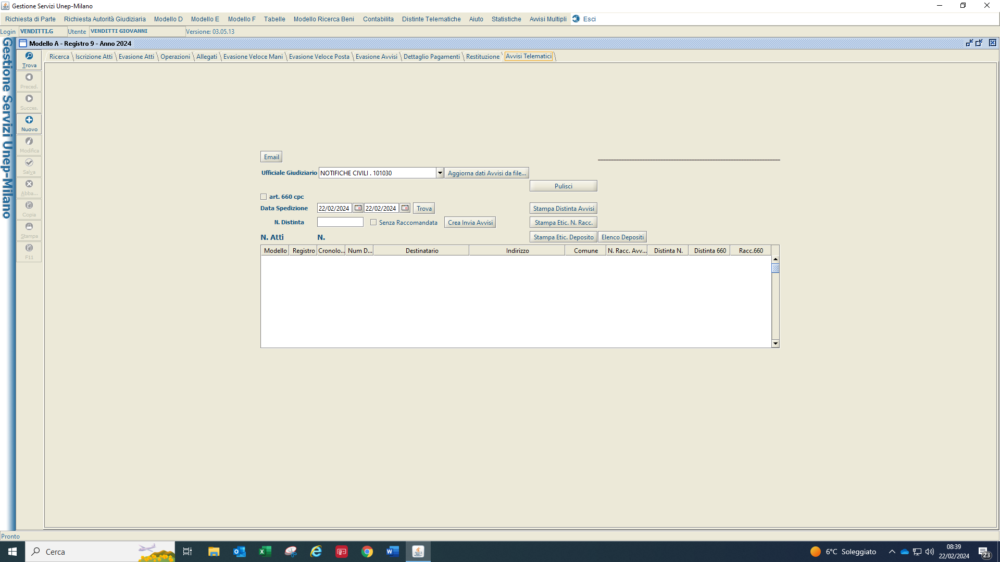 Gestione Servizi Unep-Milano
Richiesta di Parte Richiesta Autorità Giudiziaria Modello D Modello E Modello F Tabelle Modello Ricerca Beni Contabilita Distinte Telematiche Aiuto Statistiche Avvisi Multipli Esci
Login VENDITTI.G Utente VENDITTI GIOVANNI Versione: 03.05.13
Gestione Servizi Unep-Milano
Modello A - Registro 9 - Anno 2024
Ricerca Iscrizione Atti Evasione Atti Operazioni Allegati Evasione Veloce Mani Evasione Veloce Posta Evasione Avvisi Dettaglio Pagamenti Restituzione Avvisi Telematici
Trova
Preced.
Succes.
Nuovo
Modifica
Salva
Abba...
Copia
Stampa
F11
Email
Ufficiale Giudiziario NOTIFICHE CIVILI . 101030 Aggiorna dati Avvisi da file...
Pulisci
art. 660 cpc
Data Spedizione 22/02/2024 22/02/2024 Trova Stampa Distinta Avvisi
N. Distinta Senza Raccomandata Crea Invia Avvisi Stampa Etic. N. Racc.
N. Atti N. Stampa Etic. Deposito Elenco Depositi
Modello Registro Cronolo... Num D... Destinatario Indirizzo Comune N. Racc. Avv... Distinta N. Distinta 660 Racc.660
Pronto
Cerca 6°C Soleggiato 08:39
22/02/2024 23